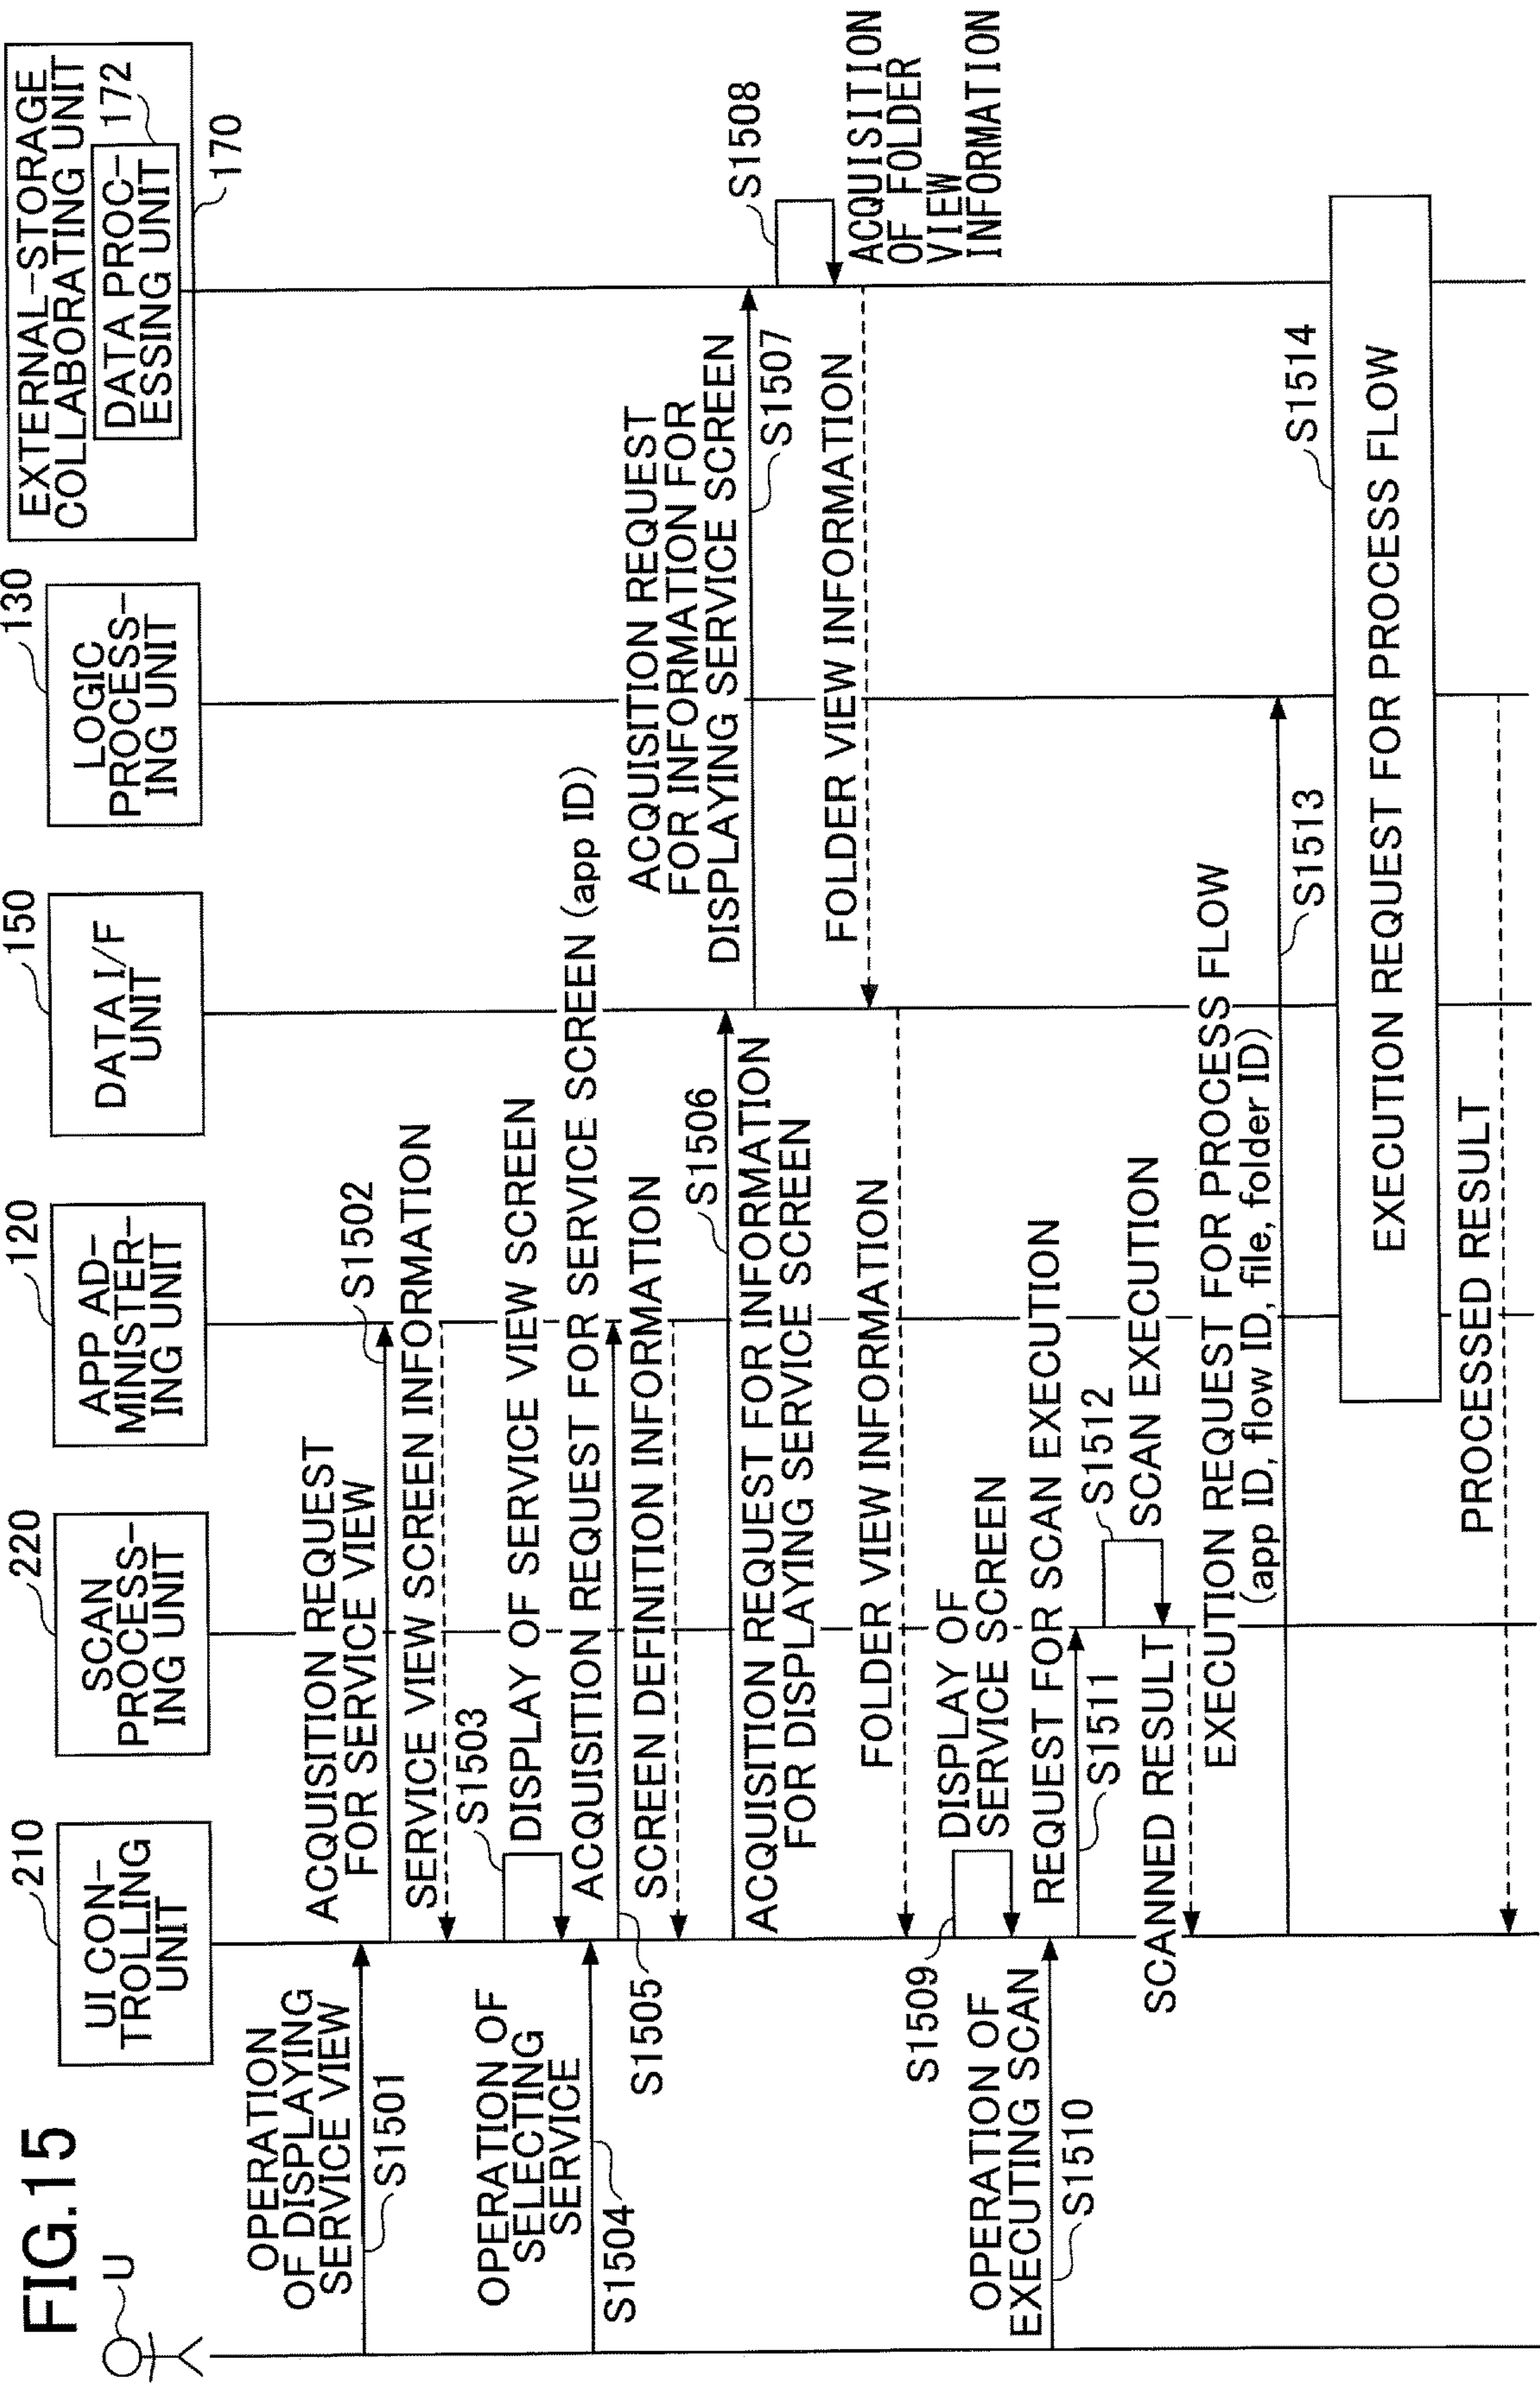 FIG.15
U
UI CON-
TROLLING
UNIT
210
SCAN
PROCESS-
ING UNIT
220
APP AD-
MINISTER-
ING UNIT
120
DATA I/F
UNIT
150
LOGIC
PROCESS-
ING UNIT
130
EXTERNAL-STORAGE
COLLABORATING UNIT
DATA PROC-
ESSING UNIT
172
170
OPERATION
OF DISPLAYING
SERVICE VIEW
S1501
ACQUISITION REQUEST
FOR SERVICE VIEW
S1502
SERVICE VIEW SCREEN INFORMATION
S1503
DISPLAY OF SERVICE VIEW SCREEN
OPERATION OF
SELECTING
SERVICE
S1504
ACQUISITION REQUEST FOR SERVICE SCREEN (app ID)
S1505
SCREEN DEFINITION INFORMATION
S1506
ACQUISITION REQUEST FOR INFORMATION
FOR DISPLAYING SERVICE SCREEN
ACQUISITION REQUEST
FOR INFORMATION FOR
DISPLAYING SERVICE SCREEN
S1507
S1508
ACQUISITION
OF FOLDER
VIEW
INFORMATION
FOLDER VIEW INFORMATION
FOLDER VIEW INFORMATION
S1509
DISPLAY OF
SERVICE SCREEN
OPERATION OF
EXECUTING SCAN
S1510
REQUEST FOR SCAN EXECUTION
S1511
S1512
SCAN EXECUTION
SCANNED RESULT
EXECUTION REQUEST FOR PROCESS FLOW
(app ID, flow ID, file, folder ID)
S1513
S1514
EXECUTION REQUEST FOR PROCESS FLOW
PROCESSED RESULT